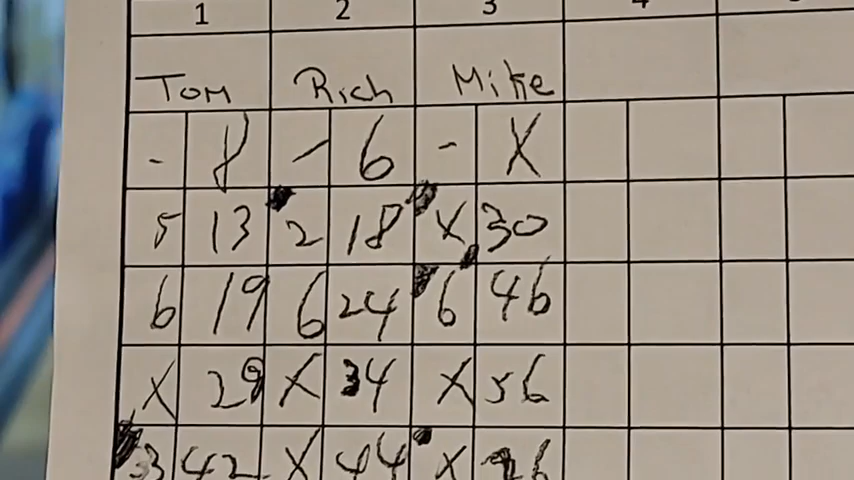 1 2 3
Tom Rich Mike
- 8 - 6 - X
5 13 2 18 X 30
6 19 6 24 6 46
X 29 X 34 X 56
3 42 X 44 X